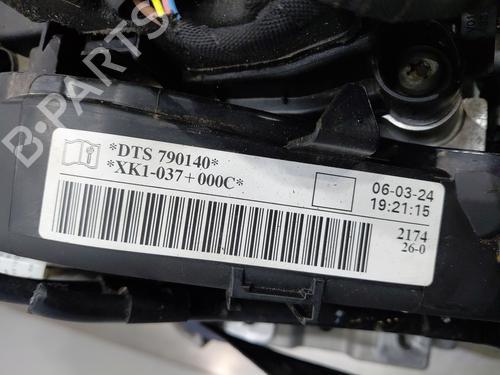 *DTS 790140*
*XK1-037+000C*
06-03-24
19:21:15
2174
26-0
B-PARTS